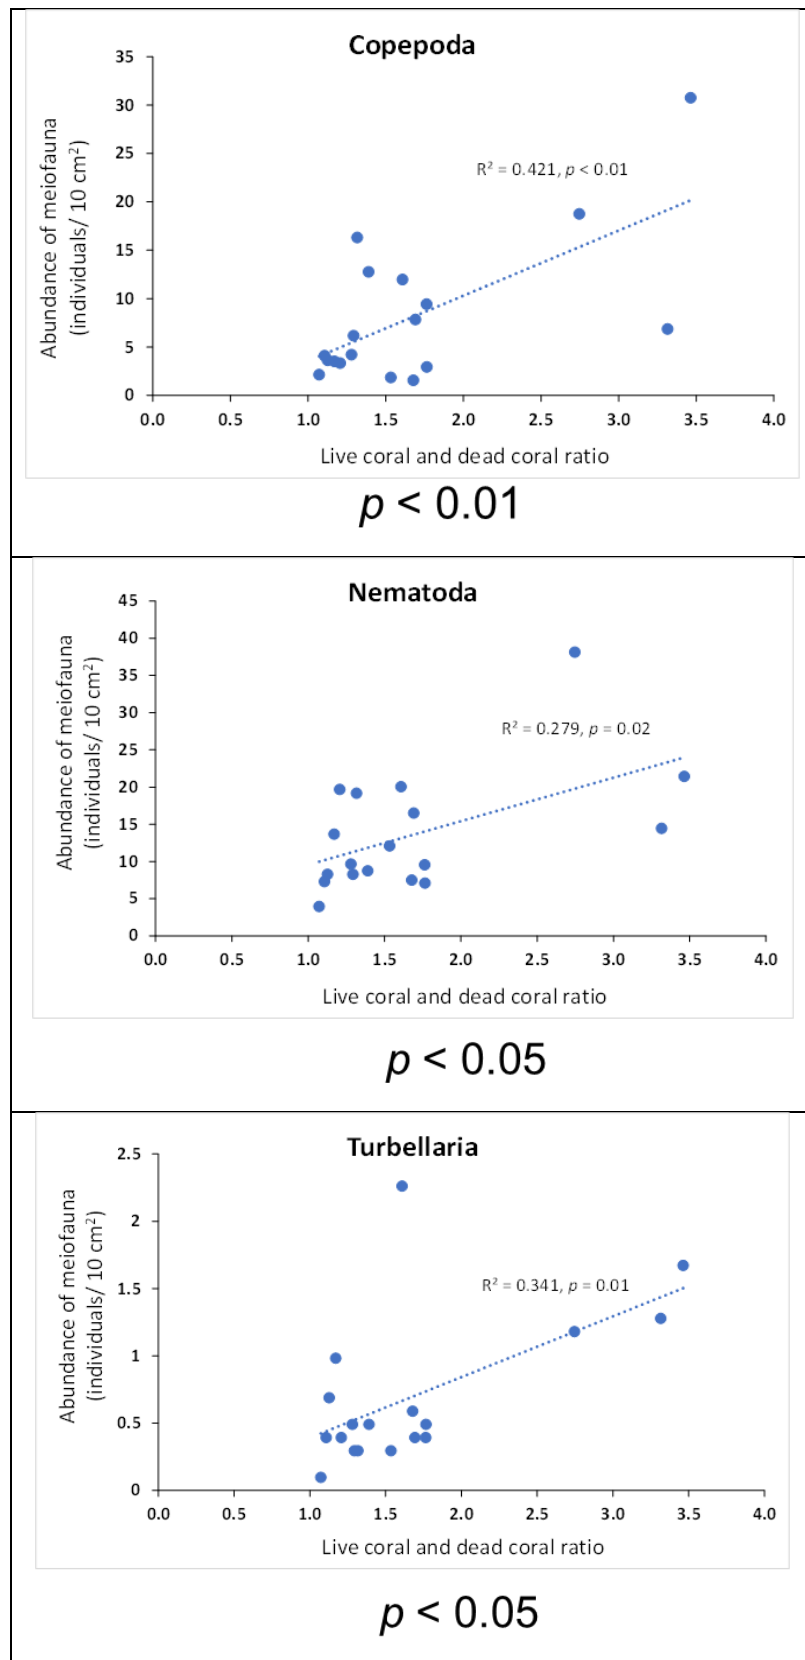 Copepoda
Abundance of meiofauna
(individuals/ 10 cm²)
35
30
25
20
15
10
5
0
R² = 0.421, p < 0.01
0.0 0.5 1.0 1.5 2.0 2.5 3.0 3.5 4.0
Live coral and dead coral ratio
p < 0.01
Nematoda
Abundance of meiofauna
(individuals/ 10 cm²)
45
40
35
30
25
20
15
10
5
0
R² = 0.279, p = 0.02
0.0 0.5 1.0 1.5 2.0 2.5 3.0 3.5 4.0
Live coral and dead coral ratio
p < 0.05
Turbellaria
Abundance of meiofauna
(individuals/ 10 cm²)
2.5
2
1.5
1
0.5
0
R² = 0.341, p = 0.01
0.0 0.5 1.0 1.5 2.0 2.5 3.0 3.5 4.0
Live coral and dead coral ratio
p < 0.05